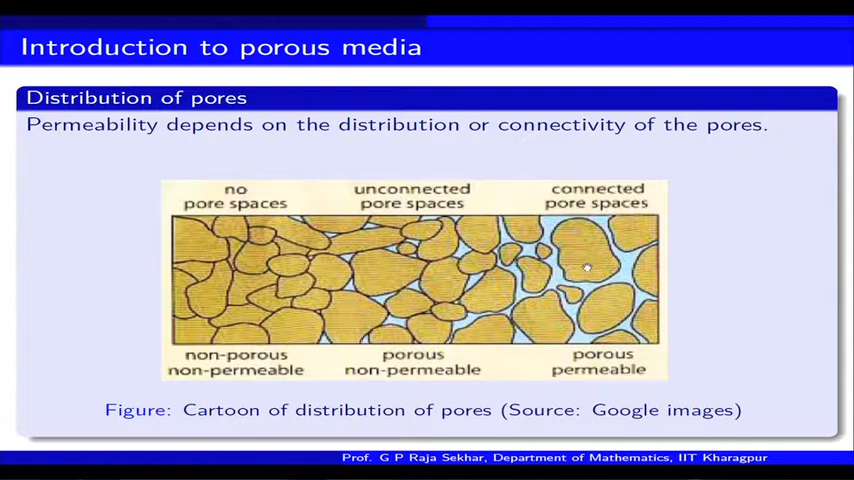 Introduction to porous media
Distribution of pores
Permeability depends on the distribution or connectivity of the pores.
no
pore spaces
unconnected
pore spaces
connected
pore spaces
non-porous
non-permeable
porous
non-permeable
porous
permeable
Figure: Cartoon of distribution of pores (Source: Google images)
Prof. G P Raja Sekhar, Department of Mathematics, IIT Kharagpur